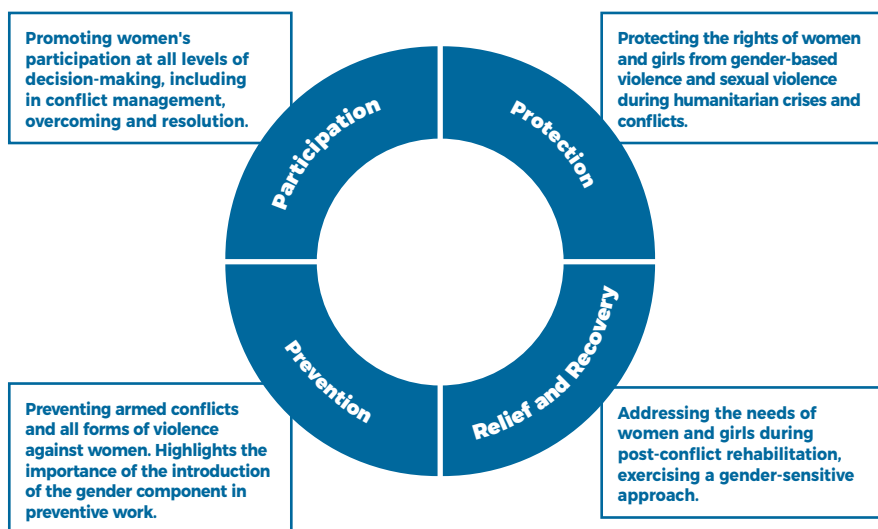 Promoting women's
participation at all levels of
decision-making, including
in conflict management,
overcoming and resolution.
Protecting the rights of women
and girls from gender-based
violence and sexual violence
during humanitarian crises and
conflicts.
Participation
Protection
Prevention
Relief and Recovery
Preventing armed conflicts
and all forms of violence
against women. Highlights the
importance of the introduction
of the gender component in
preventive work.
Addressing the needs of
women and girls during
post-conflict rehabilitation,
exercising a gender-sensitive
approach.